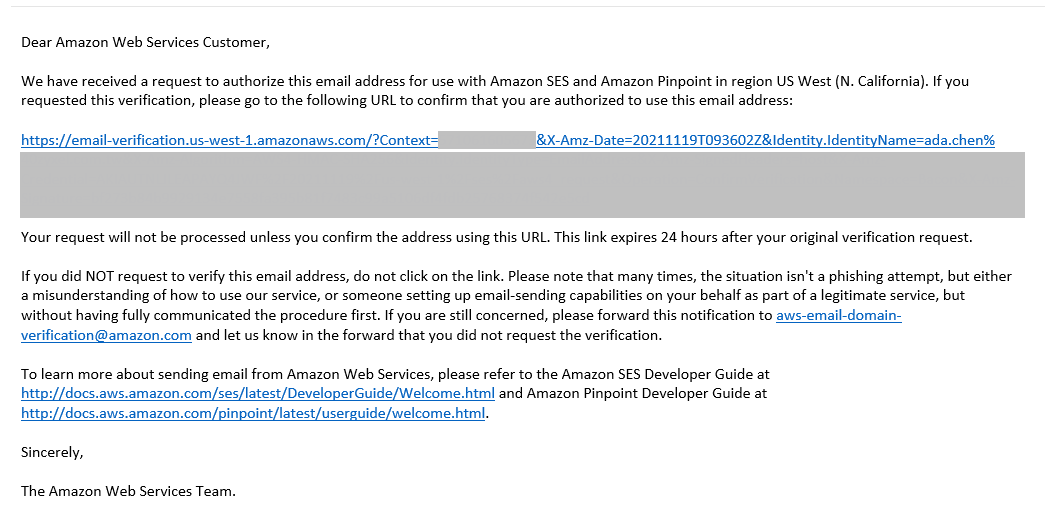 Dear Amazon Web Services Customer,
We have received a request to authorize this email address for use with Amazon SES and Amazon Pinpoint in region US West (N. California). If you
requested this verification, please go to the following URL to confirm that you are authorized to use this email address:
https://email-verification.us-west-1.amazonaws.com/?Context= &X-Amz-Date=20211119T093602Z&Identity.IdentityName=ada.chen%
Your request will not be processed unless you confirm the address using this URL. This link expires 24 hours after your original verification request.
If you did NOT request to verify this email address, do not click on the link. Please note that many times, the situation isn't a phishing attempt, but either
a misunderstanding of how to use our service, or someone setting up email-sending capabilities on your behalf as part of a legitimate service, but
without having fully communicated the procedure first. If you are still concerned, please forward this notification to aws-email-domain-
verification@amazon.com and let us know in the forward that you did not request the verification.
To learn more about sending email from Amazon Web Services, please refer to the Amazon SES Developer Guide at
http://docs.aws.amazon.com/ses/latest/DeveloperGuide/Welcome.html and Amazon Pinpoint Developer Guide at
http://docs.aws.amazon.com/pinpoint/latest/userguide/welcome.html.
Sincerely,
The Amazon Web Services Team.